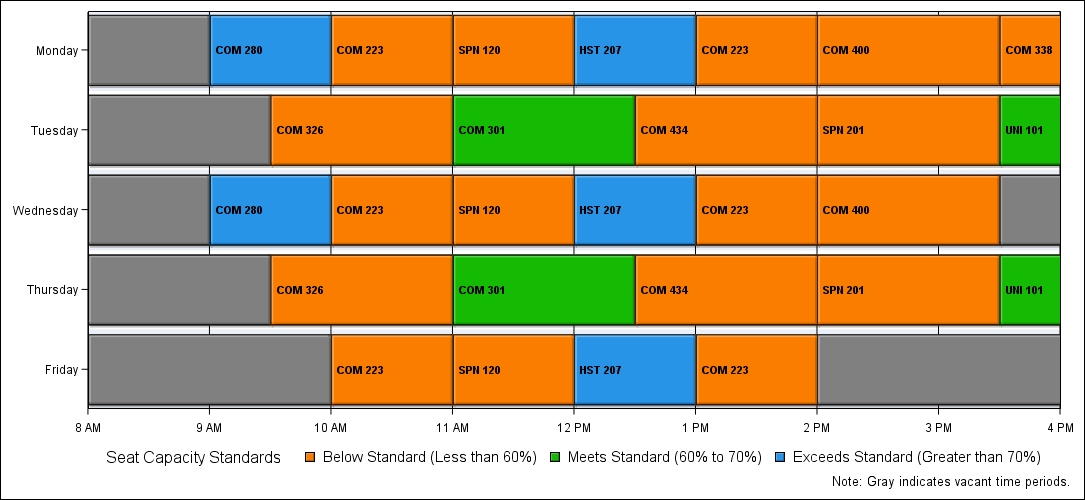 Monday COM 280 COM 223 SPN 120 HST 207 COM 223 COM 400 COM 338
Tuesday COM 326 COM 301 COM 434 SPN 201 UNI 101
Wednesday COM 280 COM 223 SPN 120 HST 207 COM 223 COM 400
Thursday COM 326 COM 301 COM 434 SPN 201 UNI 101
Friday COM 223 SPN 120 HST 207 COM 223
8 AM 9 AM 10 AM 11 AM 12 PM 1 PM 2 PM 3 PM 4 PM
Seat Capacity Standards Below Standard (Less than 60%) Meets Standard (60% to 70%) Exceeds Standard (Greater than 70%)
Note: Gray indicates vacant time periods.